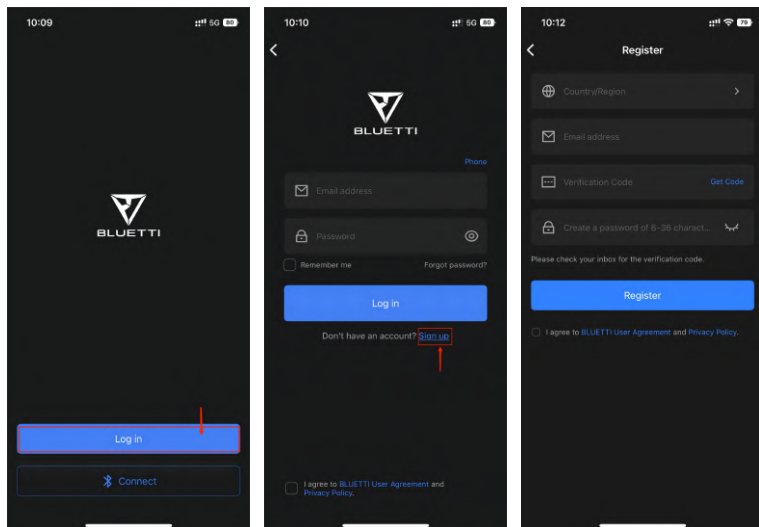 10:09
5G 80
BLUETTI
Log in
Connect
10:10
5G 80
BLUETTI
Phone
Email address
Password
Remember me
Forgot password?
Log in
Don't have an account? Sign up
I agree to BLUETTI User Agreement and
Privacy Policy.
10:12
79
Register
Country/Region
Email address
Verification Code
Get Code
Create a password of 6-36 charact...
Please check your inbox for the verification code.
Register
I agree to BLUETTI User Agreement and Privacy Policy.